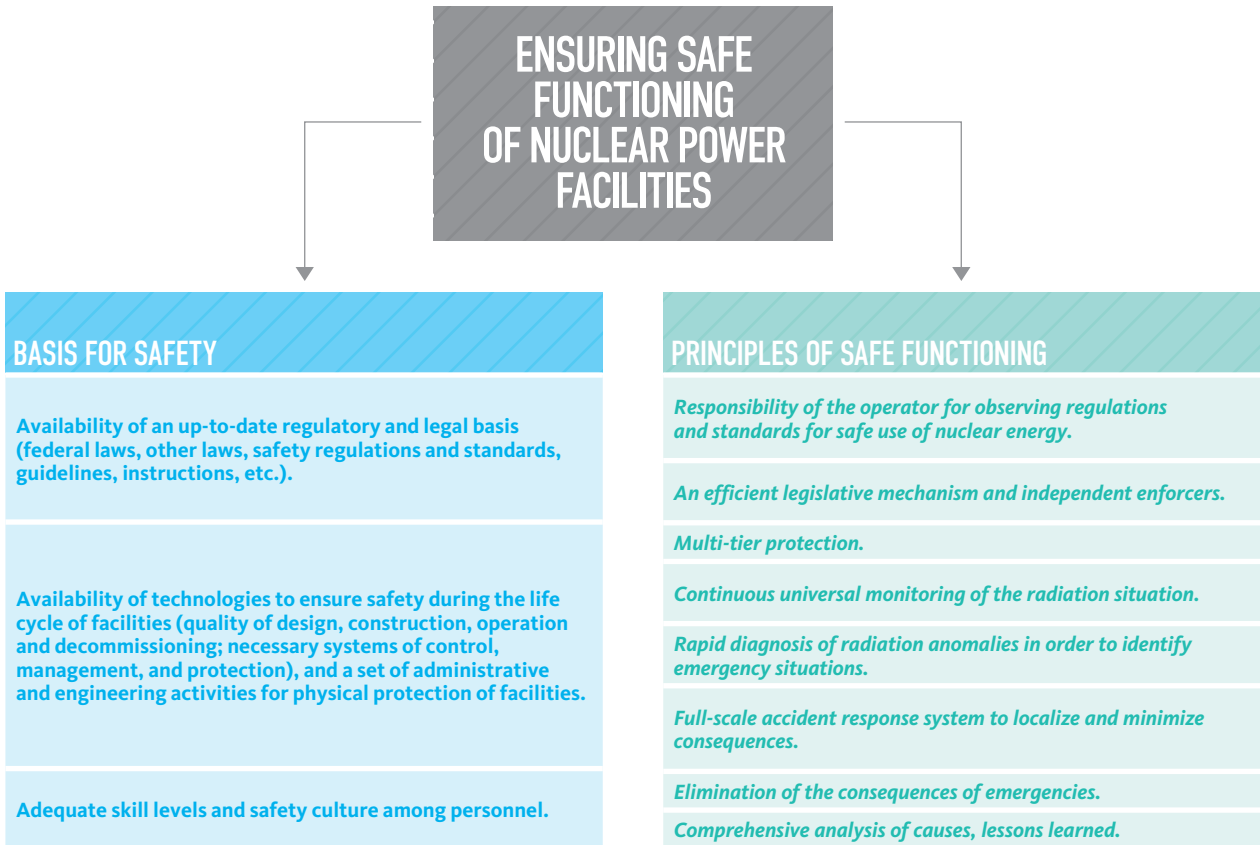 ENSURING SAFE
FUNCTIONING
OF NUCLEAR POWER
FACILITIES
BASIS FOR SAFETY
Availability of an up-to-date regulatory and legal basis
(federal laws, other laws, safety regulations and standards,
guidelines, instructions, etc.).
Availability of technologies to ensure safety during the life
cycle of facilities (quality of design, construction, operation
and decommissioning; necessary systems of control,
management, and protection), and a set of administrative
and engineering activities for physical protection of facilities.
Adequate skill levels and safety culture among personnel.
PRINCIPLES OF SAFE FUNCTIONING
Responsibility of the operator for observing regulations
and standards for safe use of nuclear energy.
An efficient legislative mechanism and independent enforcers.
Multi-tier protection.
Continuous universal monitoring of the radiation situation.
Rapid diagnosis of radiation anomalies in order to identify
emergency situations.
Full-scale accident response system to localize and minimize
consequences.
Elimination of the consequences of emergencies.
Comprehensive analysis of causes, lessons learned.